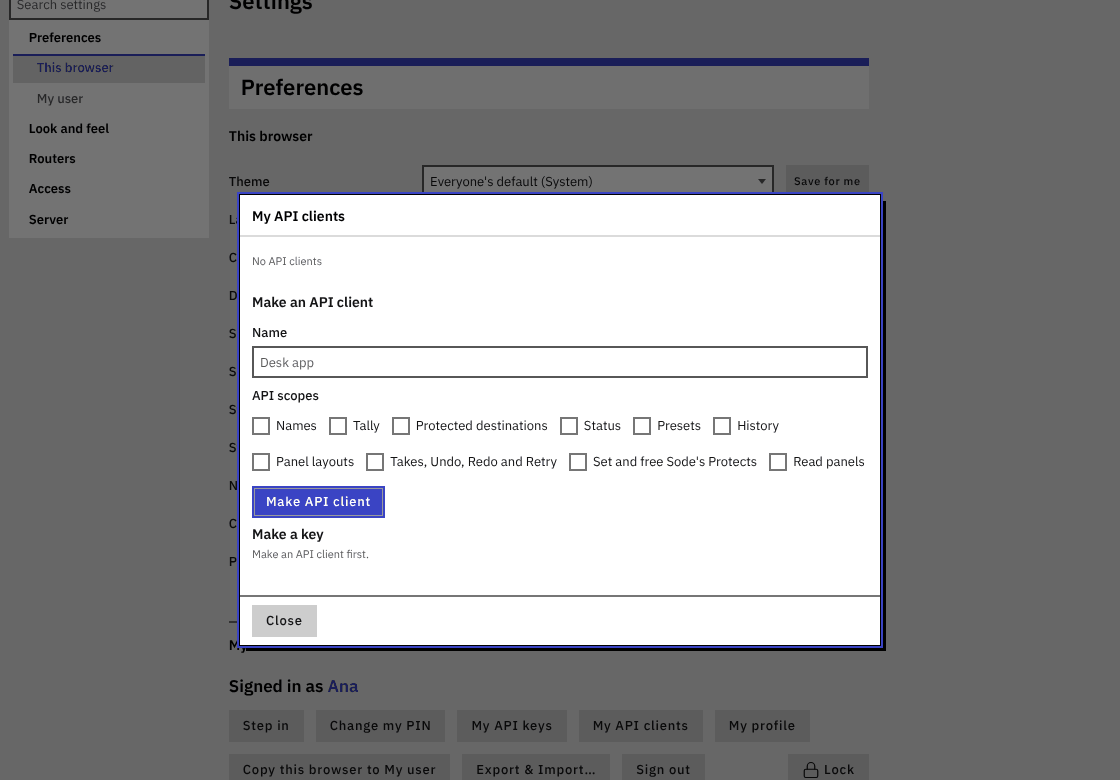 Search settings
Settings
Preferences
This browser
My user
Look and feel
Routers
Access
Server
Preferences
This browser
Theme
Everyone's default (System)
Save for me
My API clients
No API clients
Make an API client
Name
Desk app
API scopes
Names Tally Protected destinations Status Presets History
Panel layouts Takes, Undo, Redo and Retry Set and free Sode's Protects Read panels
Make API client
Make a key
Make an API client first.
Close
Signed in as Ana
Step in Change my PIN My API keys My API clients My profile
Copy this browser to My user Export & Import... Sign out Lock